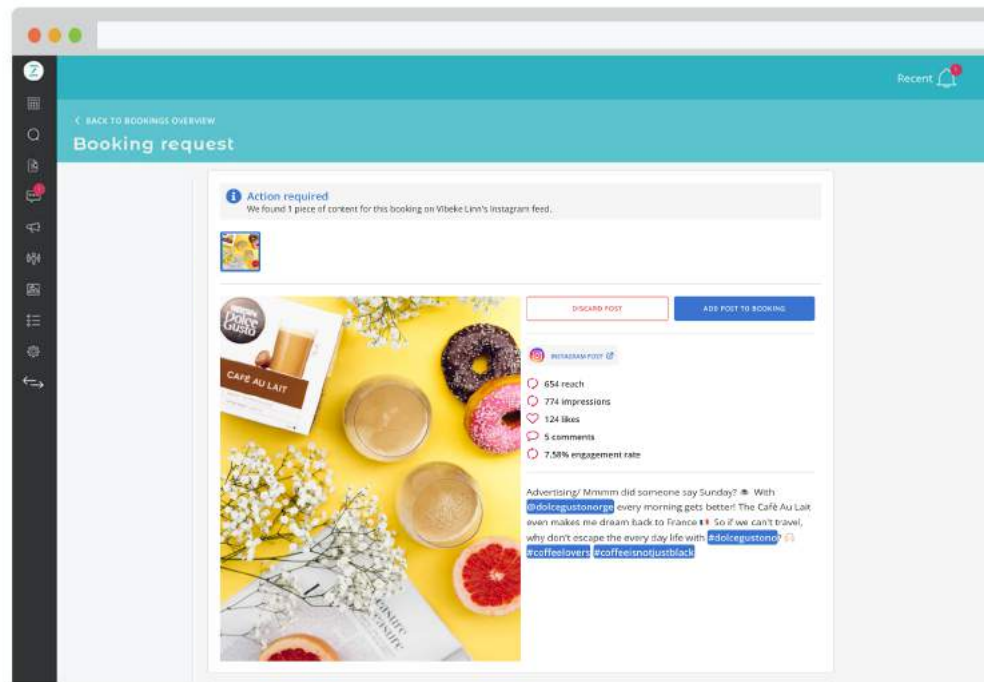 Recent
BACK TO BOOKINGS OVERVIEW
Booking request
Action required
We found 1 piece of content for this booking on Vibeke Linn's Instagram feed.
DISCARD POST
ADD POST TO BOOKING
INSTAGRAM POST
654 reach
774 impressions
124 likes
5 comments
7.58% engagement rate
Advertising/ Mmmm did someone say Sunday? With
@dolcegustonorge every morning gets better! The Café Au Lait
even makes me dream back to France So if we can't travel,
why don't escape the every day life with #dolcegustono?
#coffeelovers #coffeeisnotjustblack
NESCAFÉ
Dolce
Gusto
CAFÉ AU LAIT